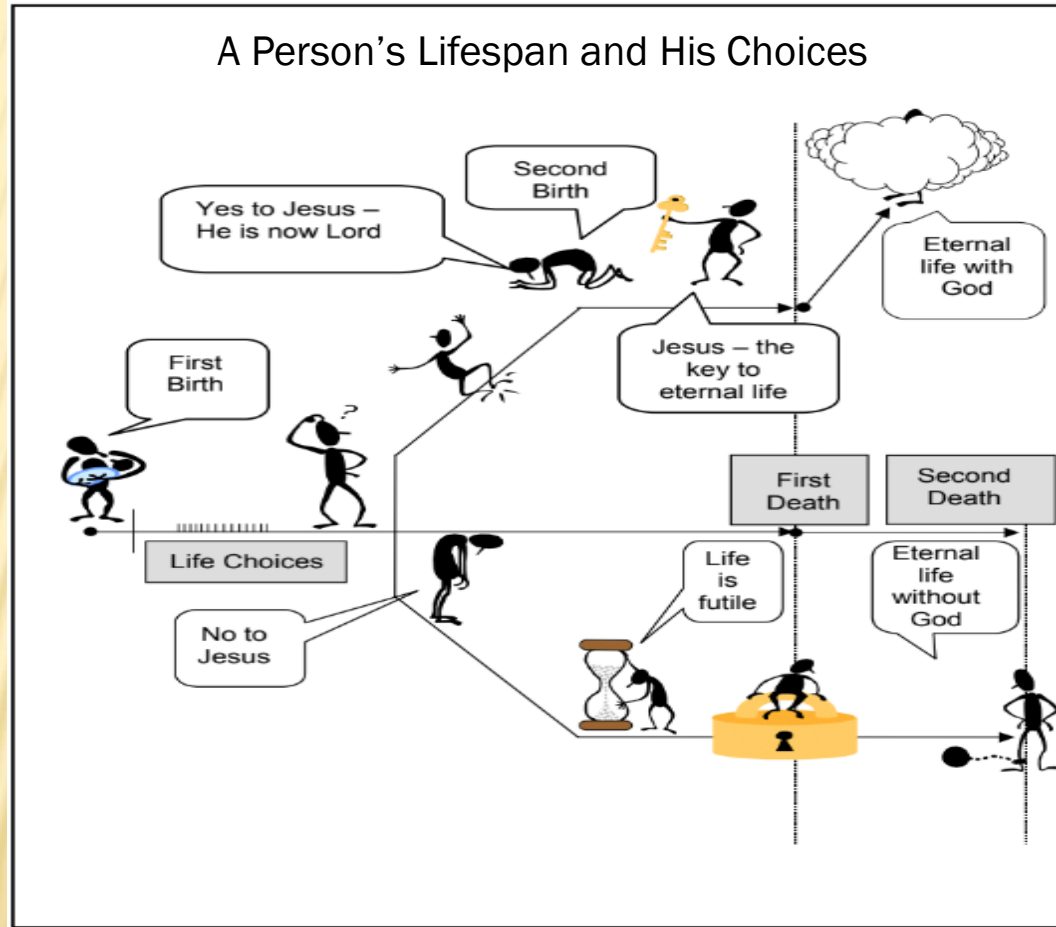 A Person’s Lifespan and His Choices
Second
Birth
Yes to Jesus –
He is now Lord
Eternal
life with
God
Jesus – the
key to
eternal life
First
Birth
?
First
Death
Second
Death
Life Choices
Life
is
futile
Eternal
life
without
God
No to
Jesus